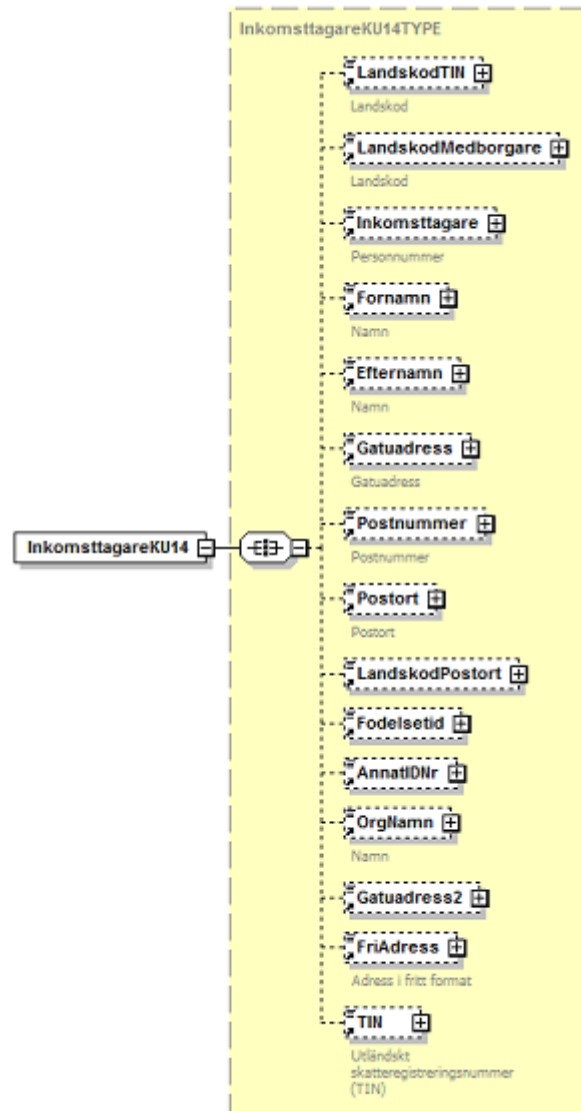 InkomsttagareKU14TYPE
LandskodTIN
Landskod
LandskodMedborgare
Landskod
Inkomsttagare
Personnummer
Fornamn
Namn
Efternamn
Namn
Gatuadress
Gatuadress
Postnummer
Postnummer
InkomsttagareKU14
Postort
Postort
LandskodPostort
Fodelsetid
AnnatIDNr
OrgNamn
Namn
Gatuadress2
FriAdress
Adress i fritt format
TIN
Utländskt
skatteregistreringsnummer
(TIN)